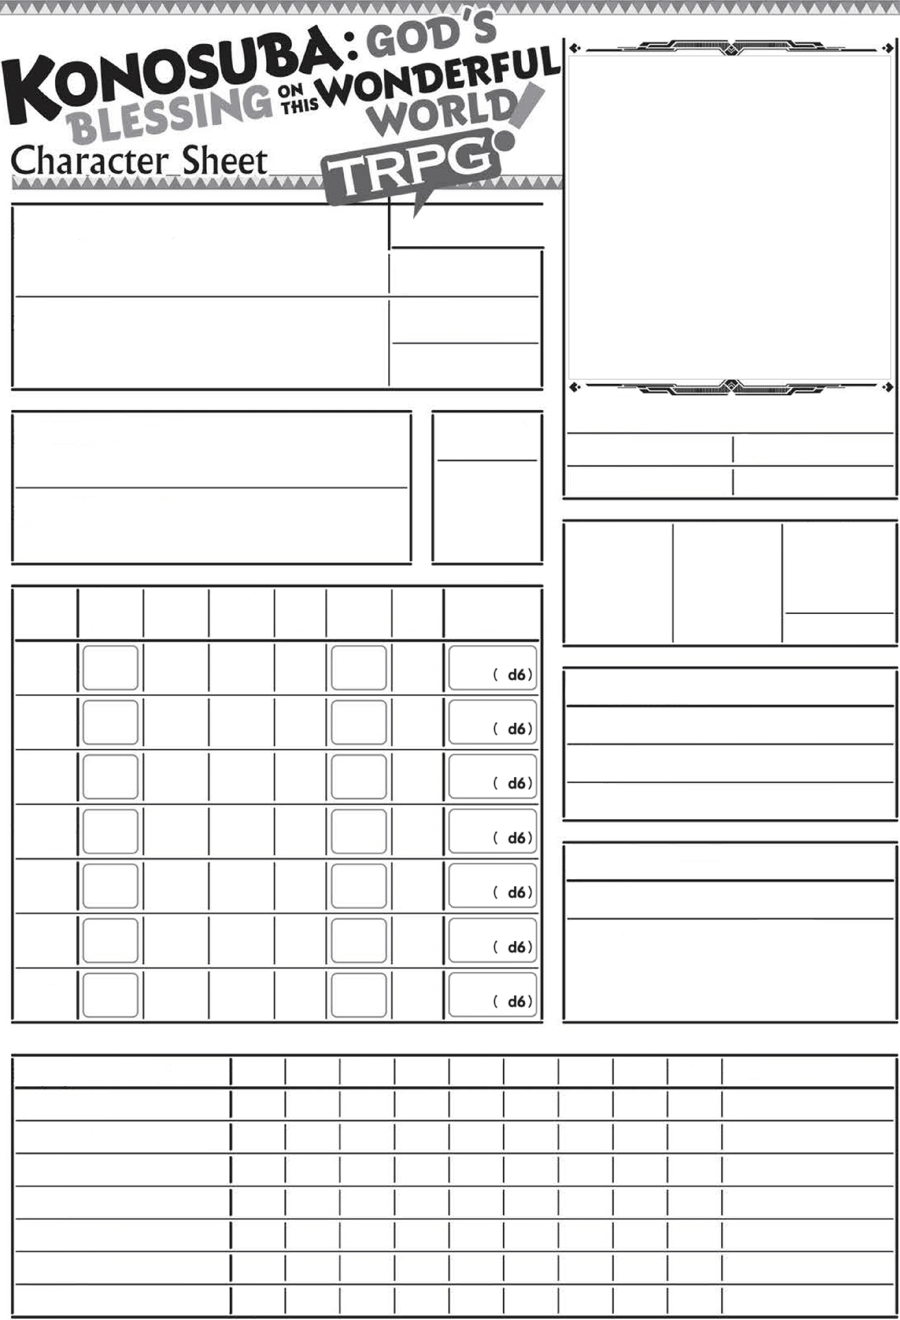 KONOSUBA: GOD'S
BLESSING ON THIS WONDERFUL
WORLD!
TRPG
Character Sheet
( d6)
( d6)
( d6)
( d6)
( d6)
( d6)
( d6)